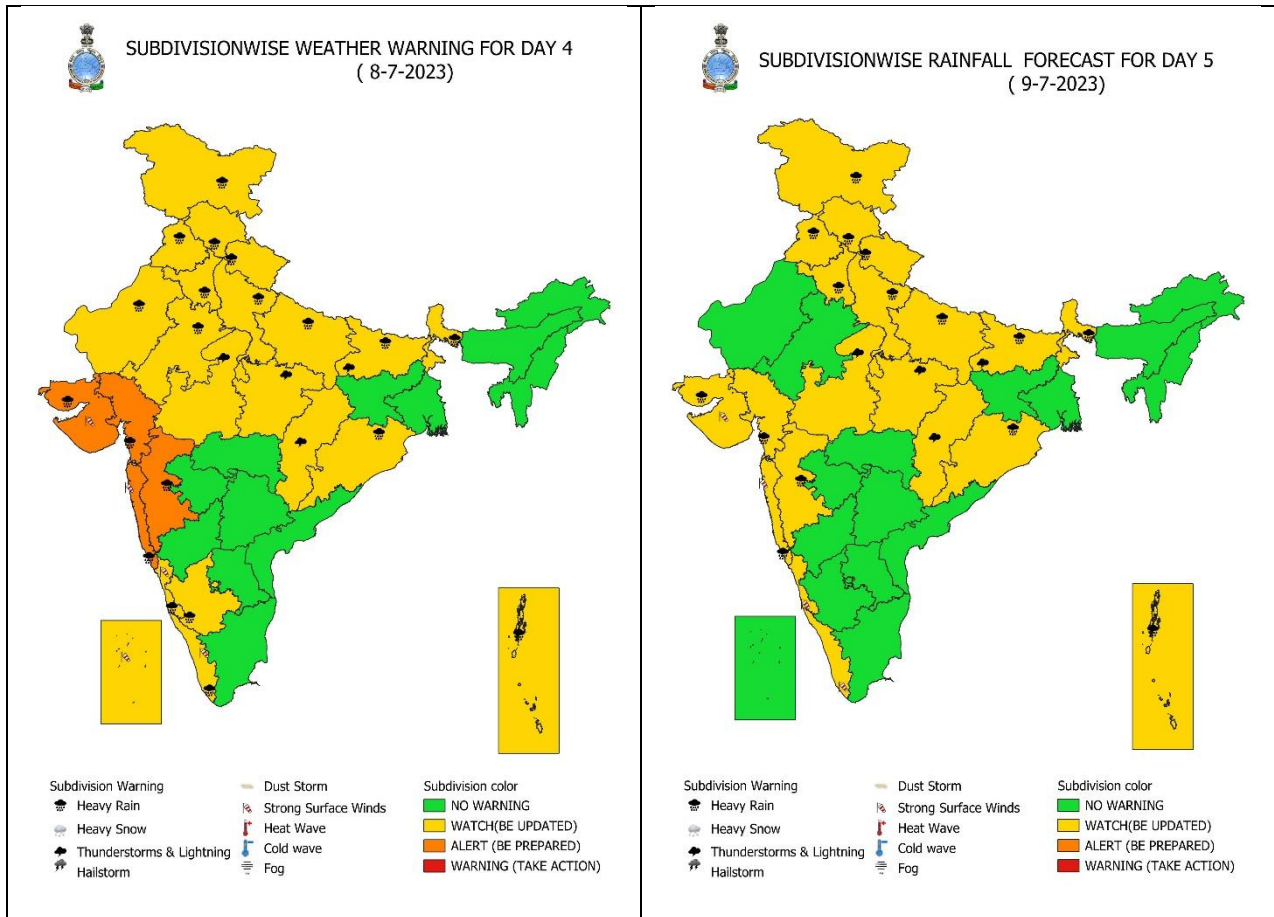 SUBDIVISIONWISE WEATHER WARNING FOR DAY 4
( 8-7-2023)
Subdivision Warning
Heavy Rain
Heavy Snow
Thunderstorms & Lightning
Hailstorm
Dust Storm
Strong Surface Winds
Heat Wave
Cold wave
Fog
Subdivision color
NO WARNING
WATCH(BE UPDATED)
ALERT (BE PREPARED)
WARNING (TAKE ACTION)
SUBDIVISIONWISE RAINFALL FORECAST FOR DAY 5
( 9-7-2023)
Subdivision Warning
Heavy Rain
Heavy Snow
Thunderstorms & Lightning
Hailstorm
Dust Storm
Strong Surface Winds
Heat Wave
Cold wave
Fog
Subdivision color
NO WARNING
WATCH(BE UPDATED)
ALERT (BE PREPARED)
WARNING (TAKE ACTION)